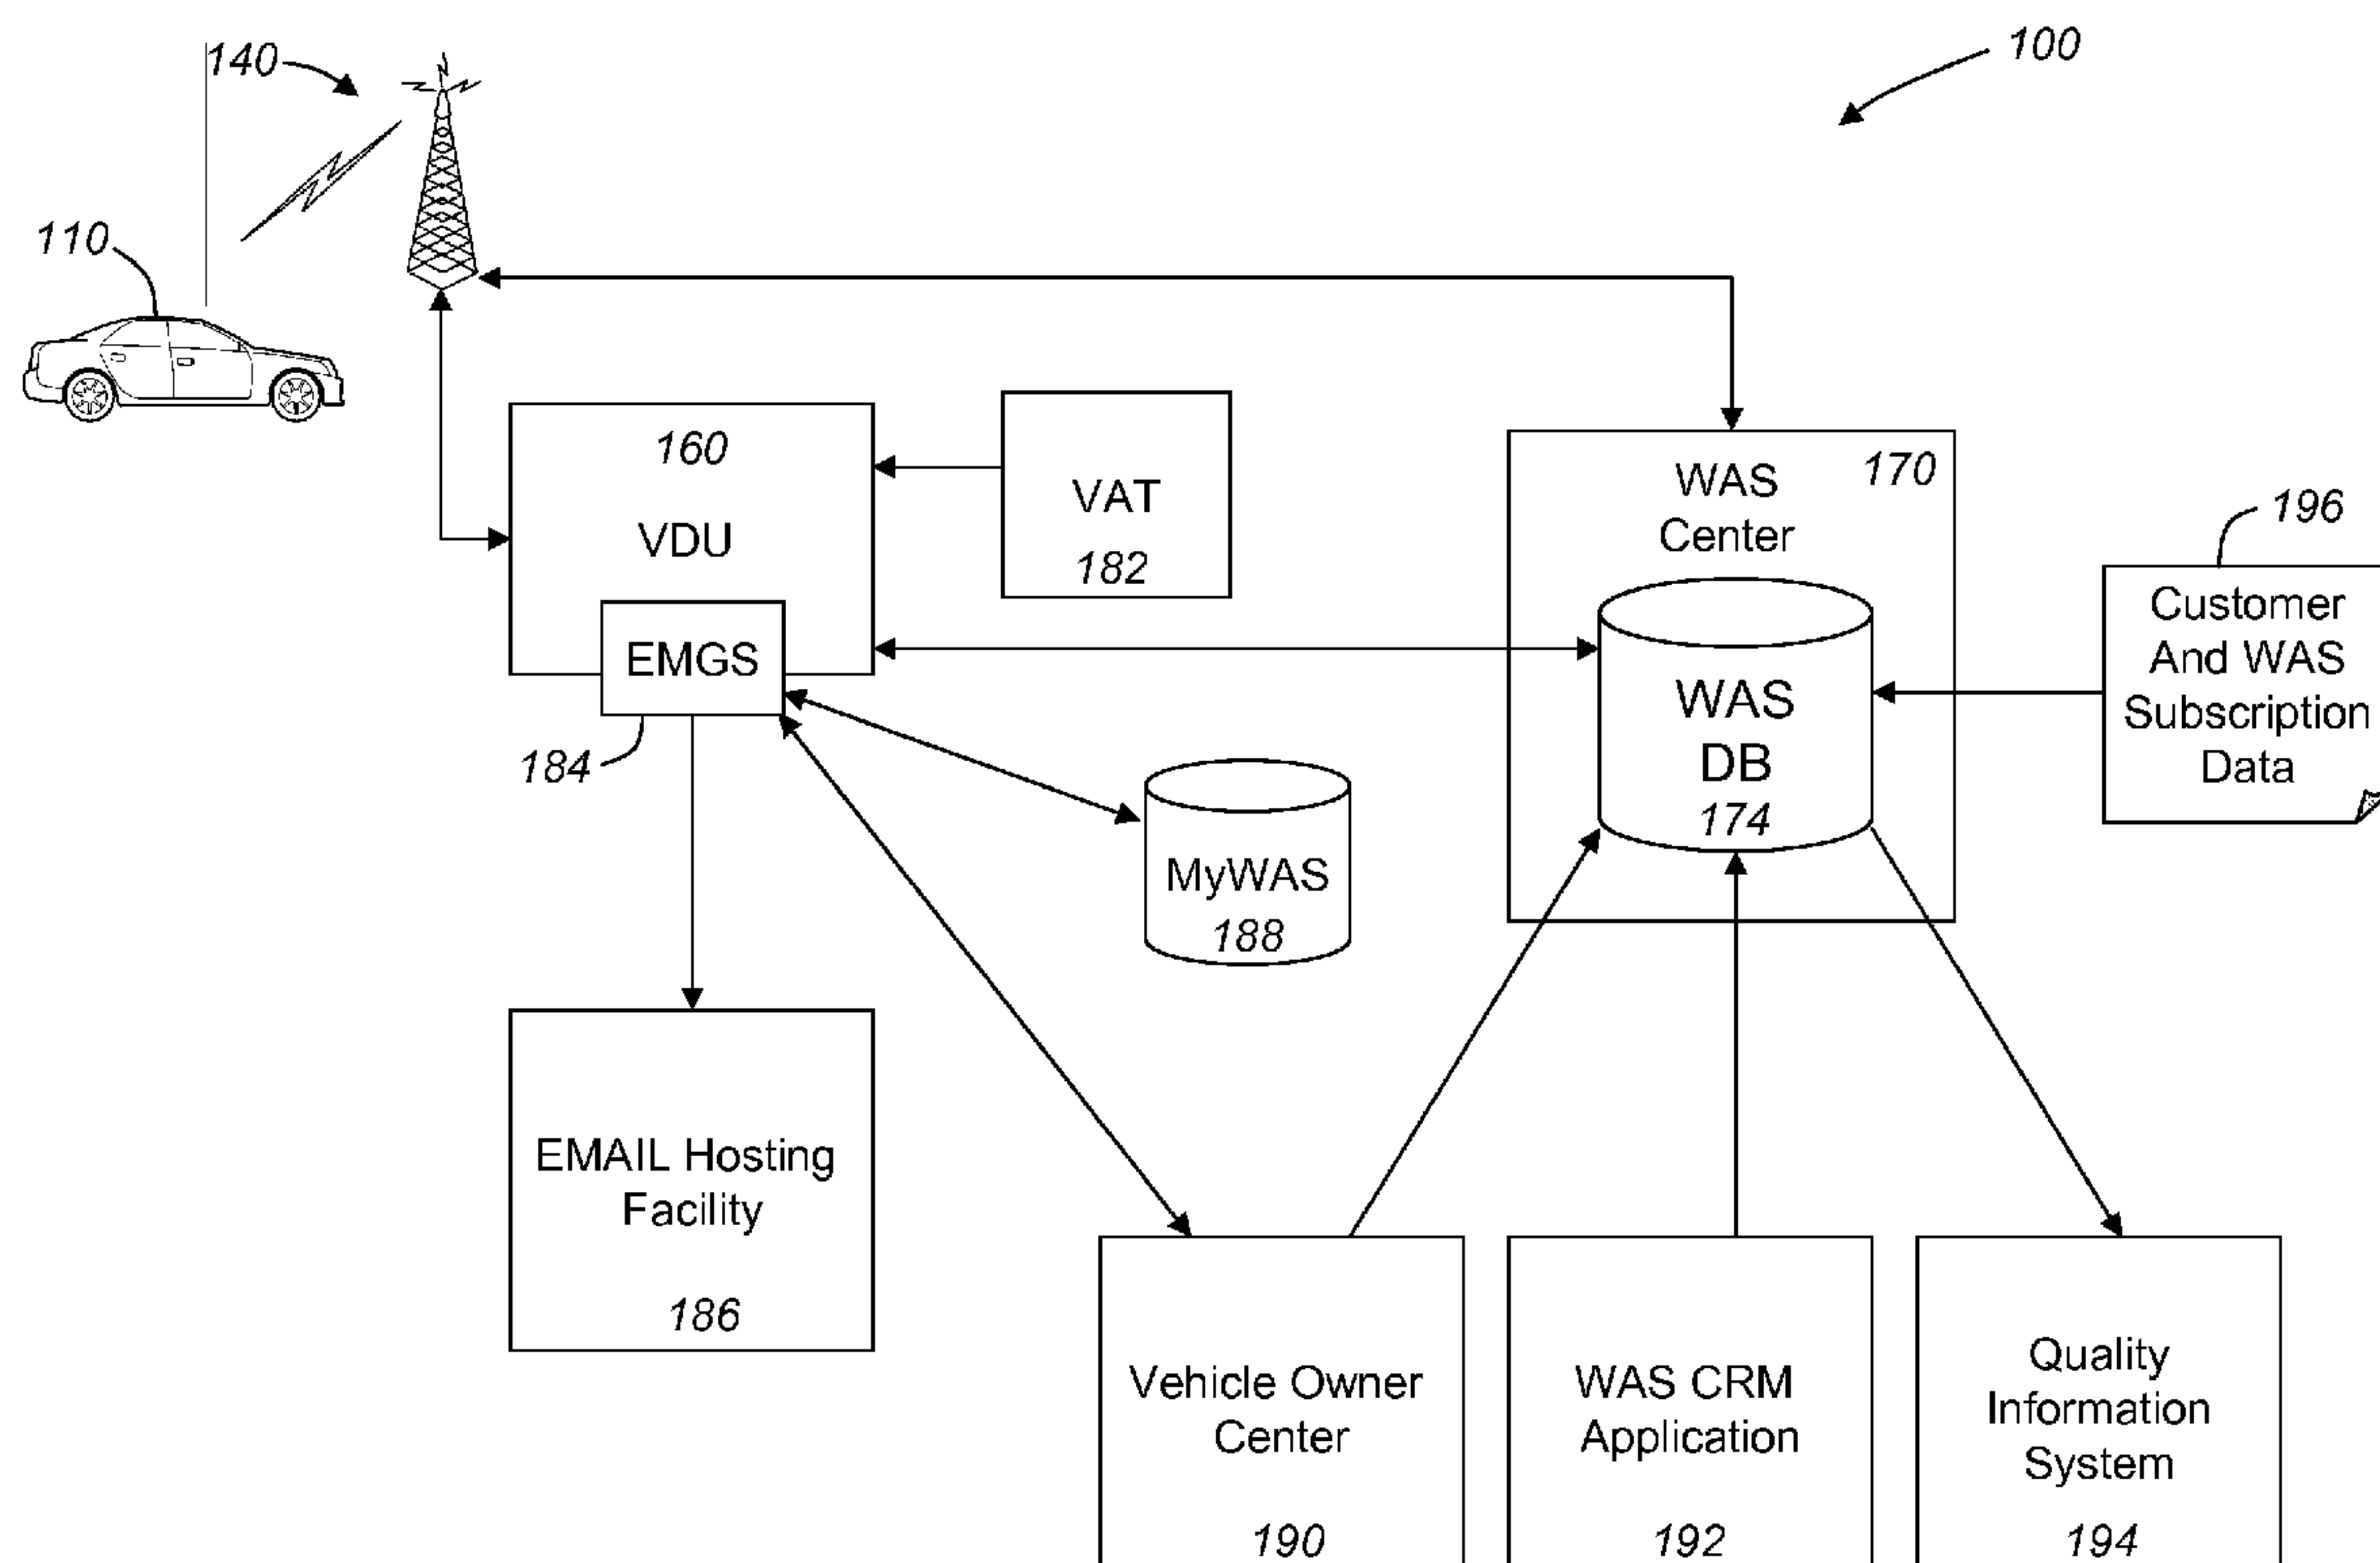 140
100
110
160
VDU
VAT
182
WAS
Center
170
196
Customer
And WAS
Subscription
Data
EMGS
184
WAS
DB
174
MyWAS
188
EMAIL Hosting
Facility
186
Vehicle Owner
Center
190
WAS CRM
Application
192
Quality
Information
System
194